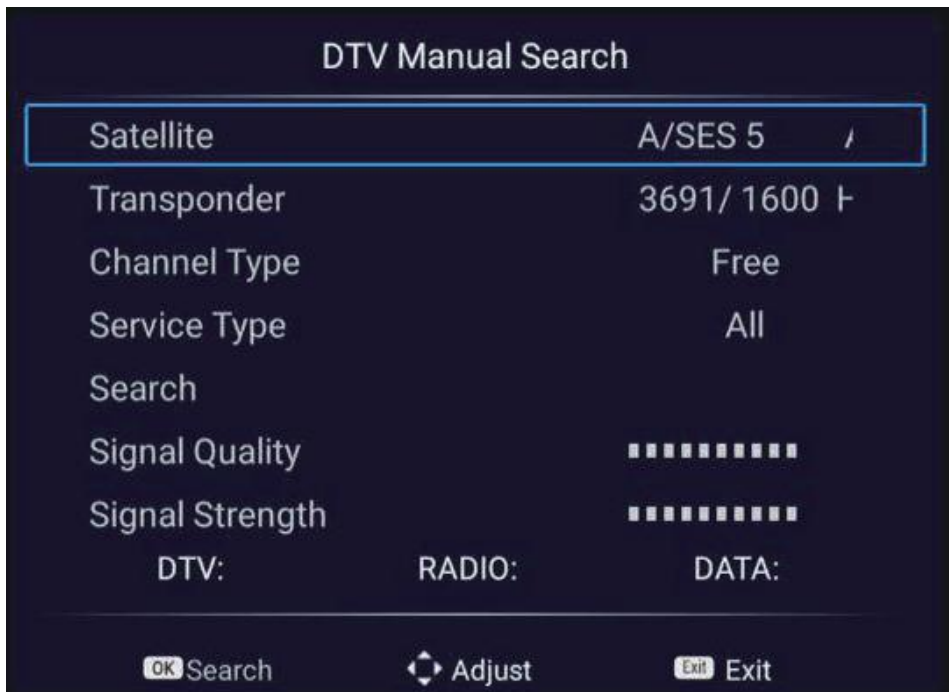 DTV Manual Search
Satellite A/SES 5
Transponder 3691/ 1600
Channel Type Free
Service Type All
Search
Signal Quality
Signal Strength
DTV: RADIO: DATA:
OK Search Adjust Exit Exit